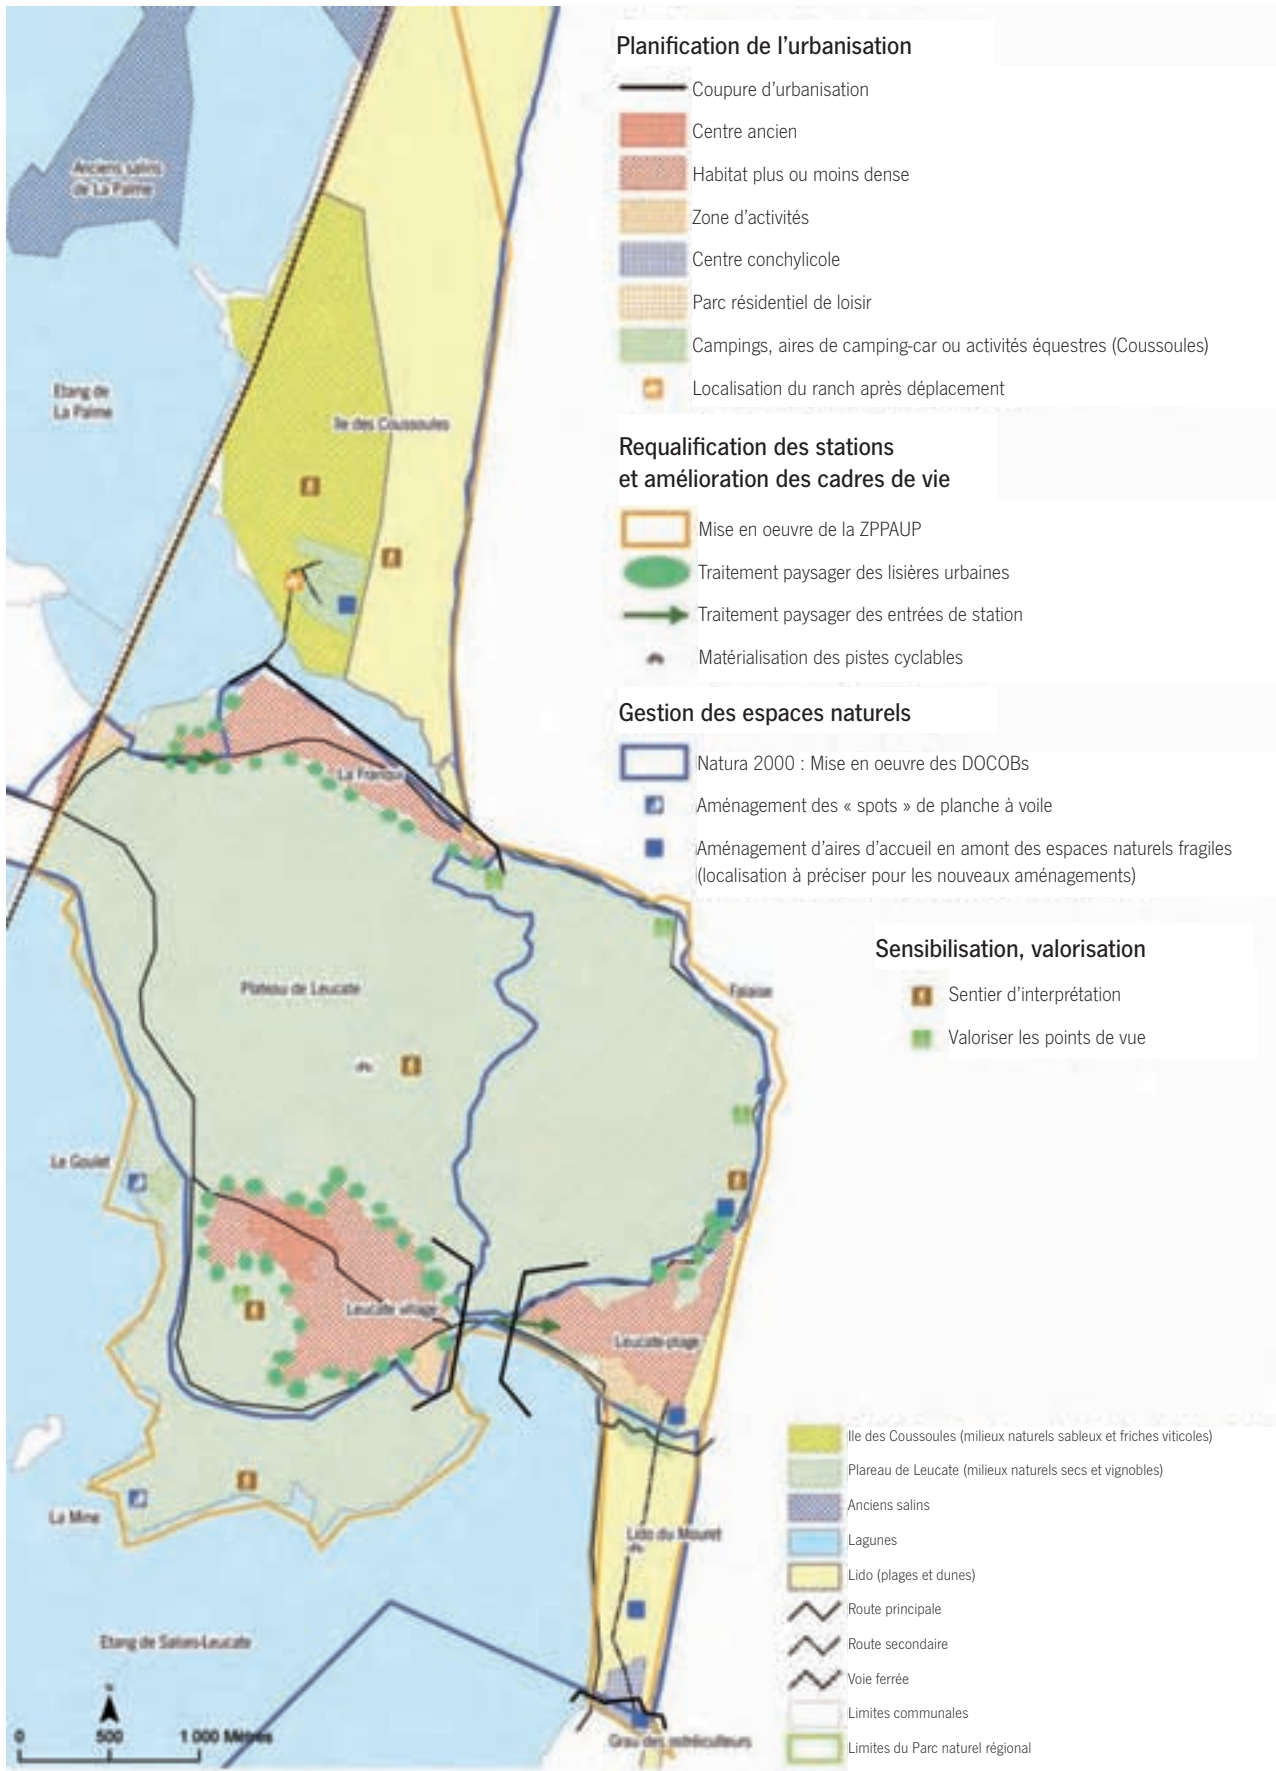 Planification de l'urbanisation
Coupure d'urbanisation
Centre ancien
Habitat plus ou moins dense
Zone d'activités
Centre conchylicole
Parc résidentiel de loisir
Campings, aires de camping-car ou activités équestres (Coussoules)
Localisation du ranch après déplacement
Requalification des stations
et amélioration des cadres de vie
Mise en oeuvre de la ZPPAUP
Traitement paysager des lisières urbaines
Traitement paysager des entrées de station
Matérialisation des pistes cyclables
Gestion des espaces naturels
Natura 2000 : Mise en oeuvre des DOCOBs
Aménagement des « spots » de planche à voile
Aménagement d'aires d'accueil en amont des espaces naturels fragiles
(localisation à préciser pour les nouveaux aménagements)
Sensibilisation, valorisation
Sentier d'interprétation
Valoriser les points de vue
Ile des Coussoules (milieux naturels sableux et friches viticoles)
Plareau de Leucate (milieux naturels secs et vignobles)
Anciens salins
Lagunes
Lido (plages et dunes)
Route principale
Route secondaire
Voie ferrée
Limites communales
Limites du Parc naturel régional
Anciens salins
de La Palme
Etang de
La Palme
Ile des Coussoules
La Franqui
Plateau de Leucate
Falaise
Le Goulet
Leucate village
Leucate-plage
La Mine
Lido du Mouret
Etang de Salses-Leucate
Grau des ostréiculteurs
N
0 500 1 000 Mètres